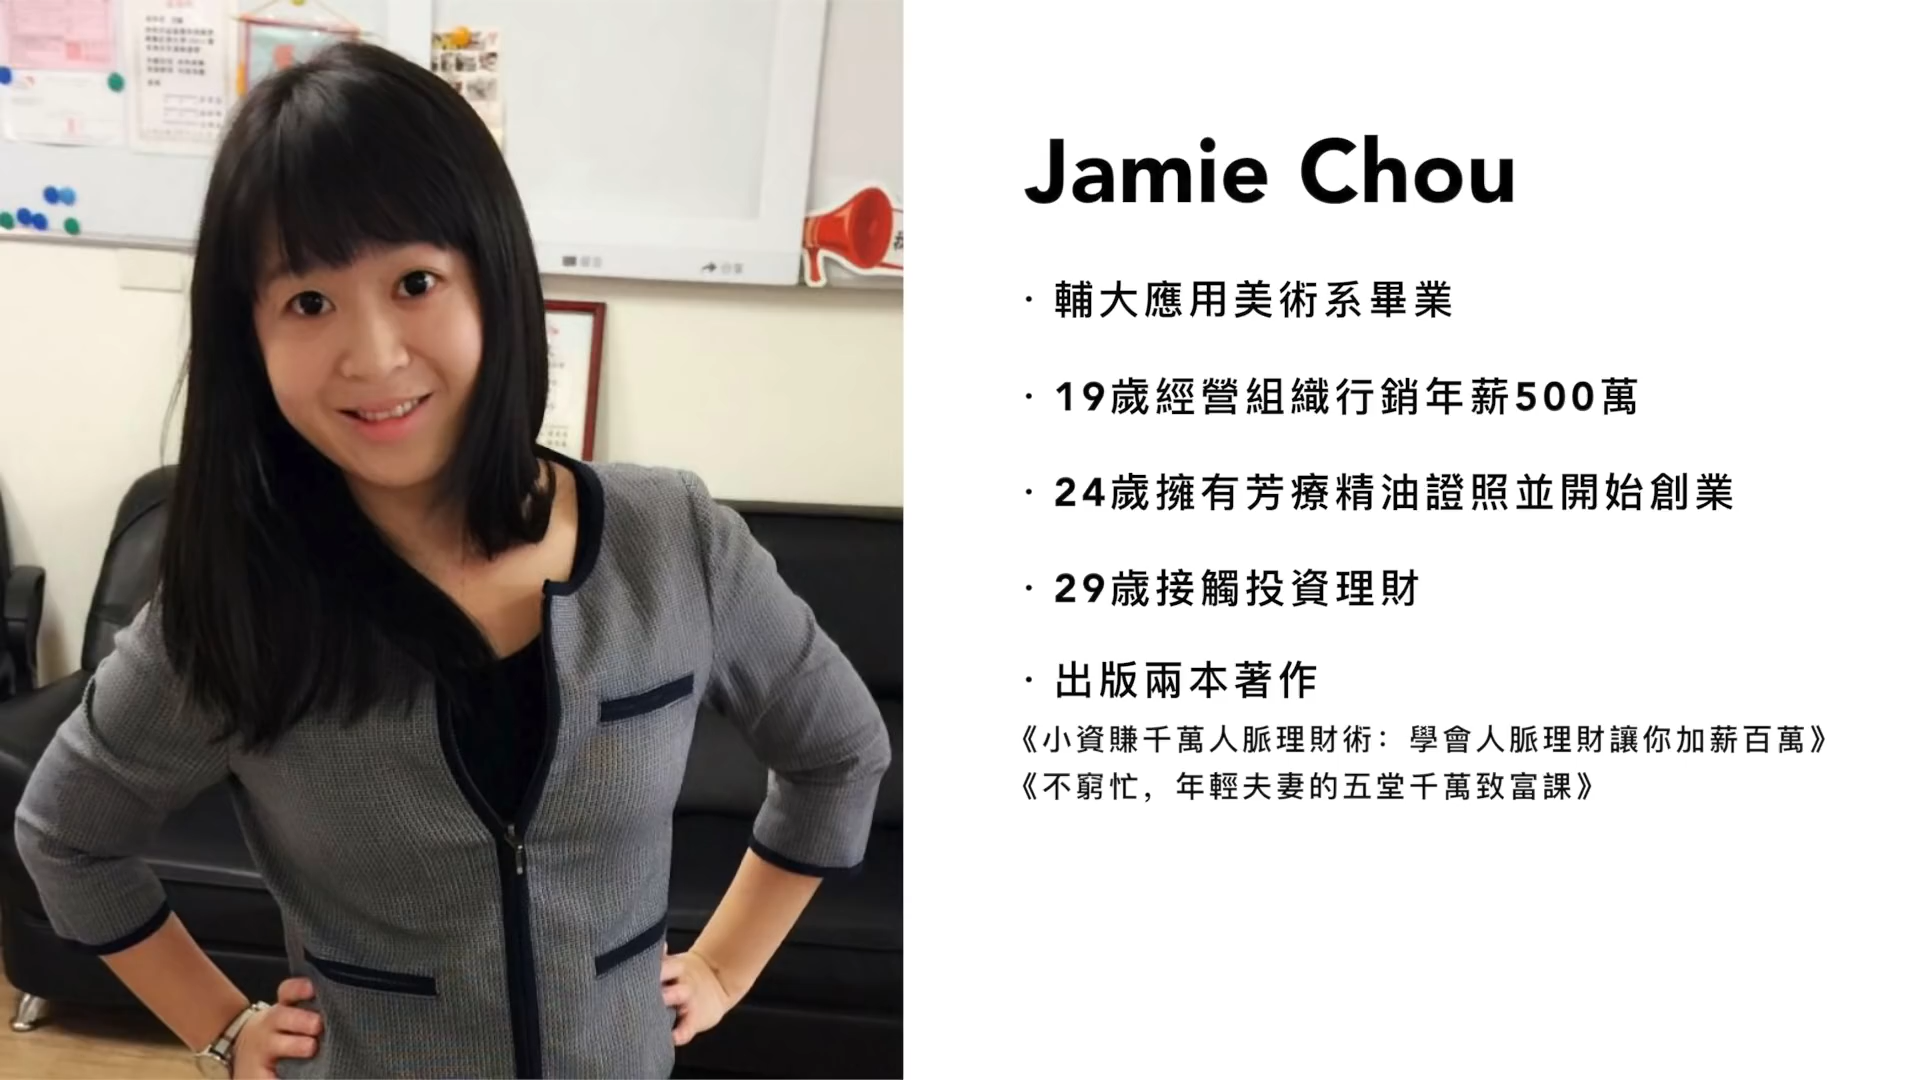 Jamie Chou
· 輔大應用美術系畢業
· 19歲經營組織行銷年薪500萬
· 24歲擁有芳療精油證照並開始創業
· 29歲接觸投資理財
· 出版兩本著作
《小資賺千萬人脈理財術：學會人脈理財讓你加薪百萬》
《不窮忙，年輕夫妻的五堂千萬致富課》